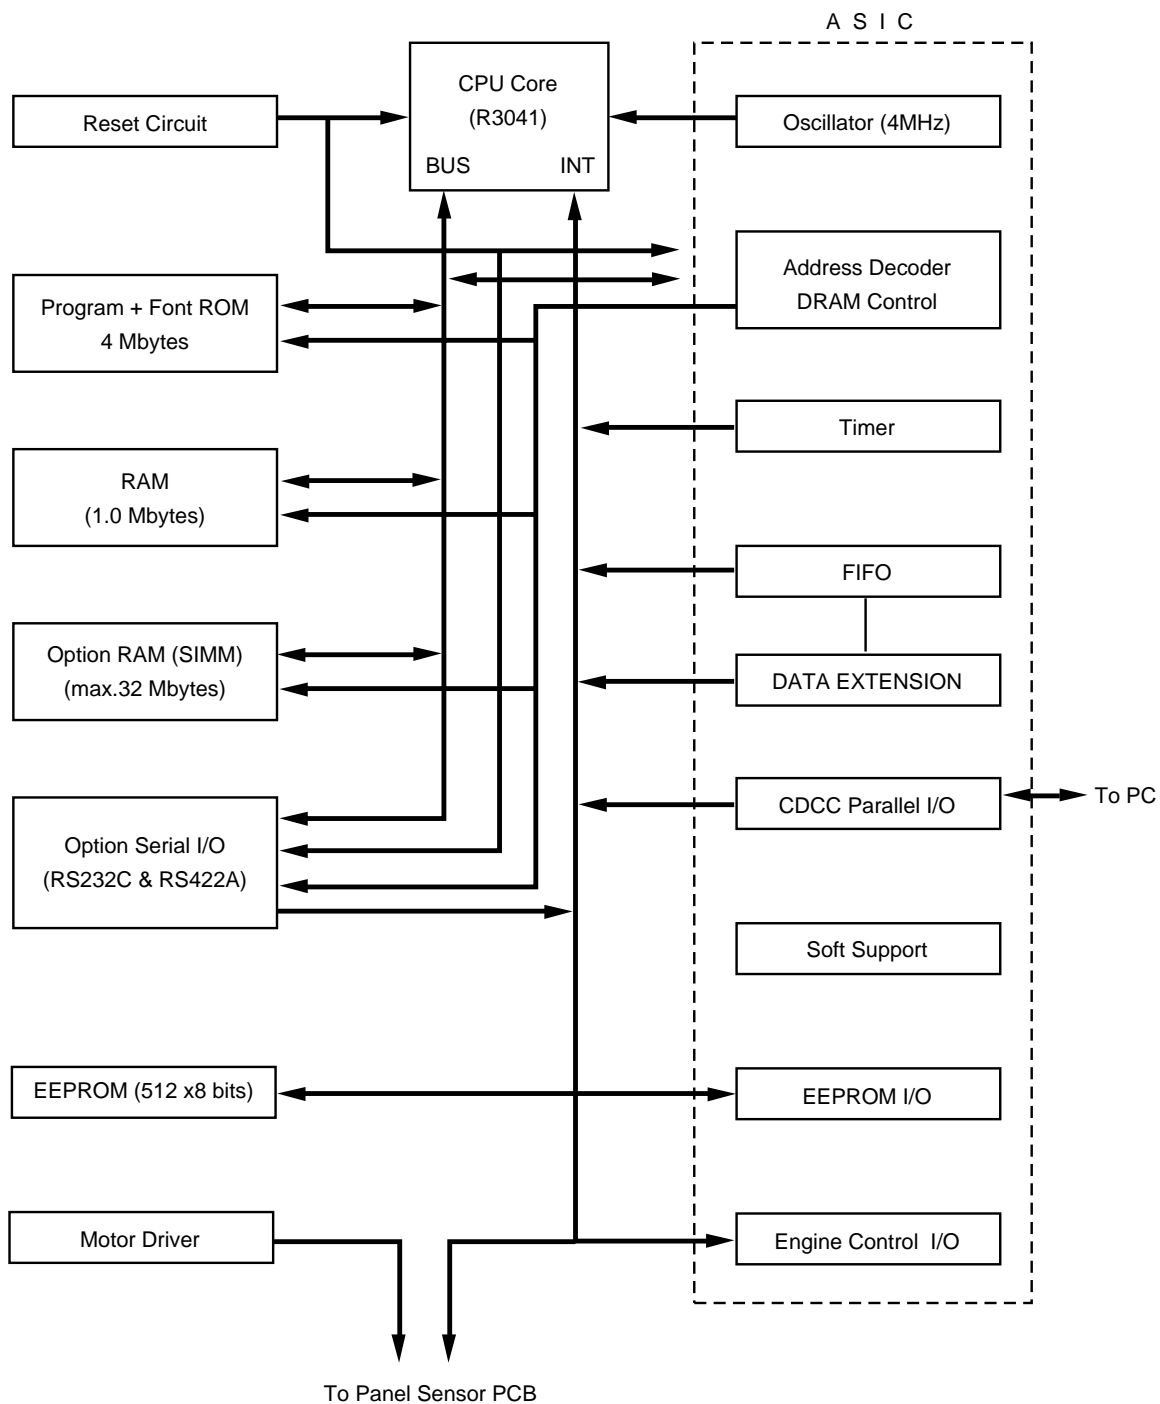 A S I C
CPU Core
(R3041)
BUS INT
Reset Circuit
Oscillator (4MHz)
Program + Font ROM
4 Mbytes
Address Decoder
DRAM Control
RAM
(1.0 Mbytes)
Timer
FIFO
Option RAM (SIMM)
(max.32 Mbytes)
DATA EXTENSION
Option Serial I/O
(RS232C & RS422A)
CDCC Parallel I/O
To PC
Soft Support
EEPROM (512 x8 bits)
EEPROM I/O
Motor Driver
Engine Control I/O
To Panel Sensor PCB